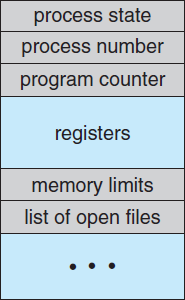 process state
process number
program counter
registers
memory limits
list of open files
• • •